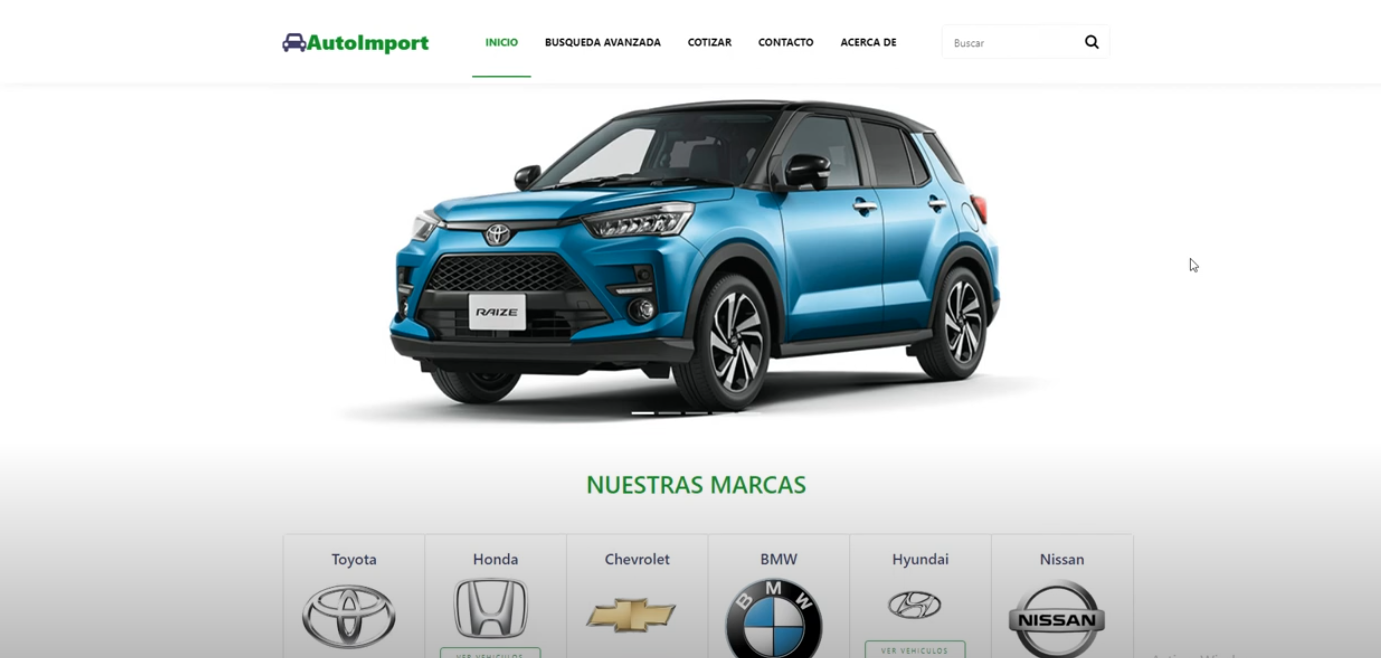 AutoImport
INICIO BUSQUEDA AVANZADA COTIZAR CONTACTO ACERCA DE Buscar
RAIZE
NUESTRAS MARCAS
Toyota Honda Chevrolet BMW Hyundai Nissan
BMW
NISSAN
VER VEHICULOS VER VEHICULOS